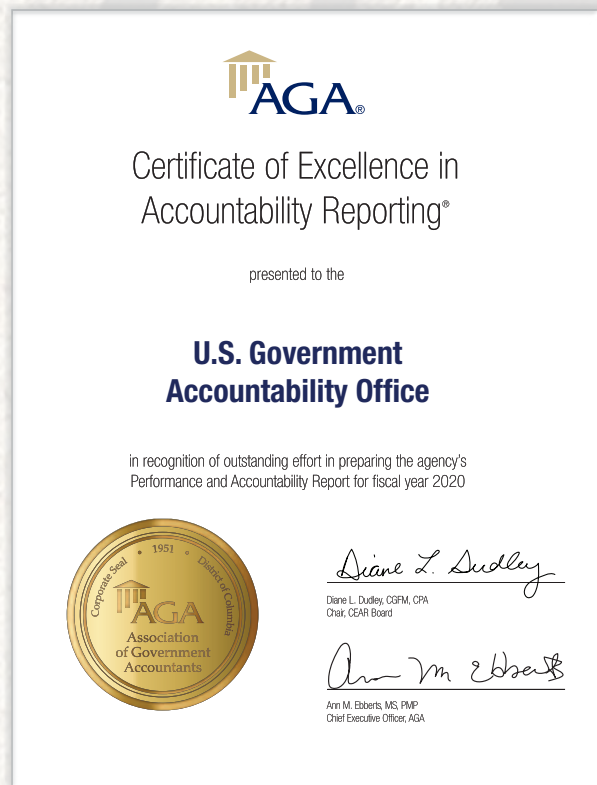 AGA®
Certificate of Excellence in
Accountability Reporting®
presented to the
U.S. Government
Accountability Office
in recognition of outstanding effort in preparing the agency's
Performance and Accountability Report for fiscal year 2020
Corporate Seal • 1951 • District of Columbia
AGA
Association
of Government
Accountants
Diane L. Dudley
Diane L. Dudley, CGFM, CPA
Chair, CEAR Board
Ann M Ebberts
Ann M. Ebberts, MS, PMP
Chief Executive Officer, AGA